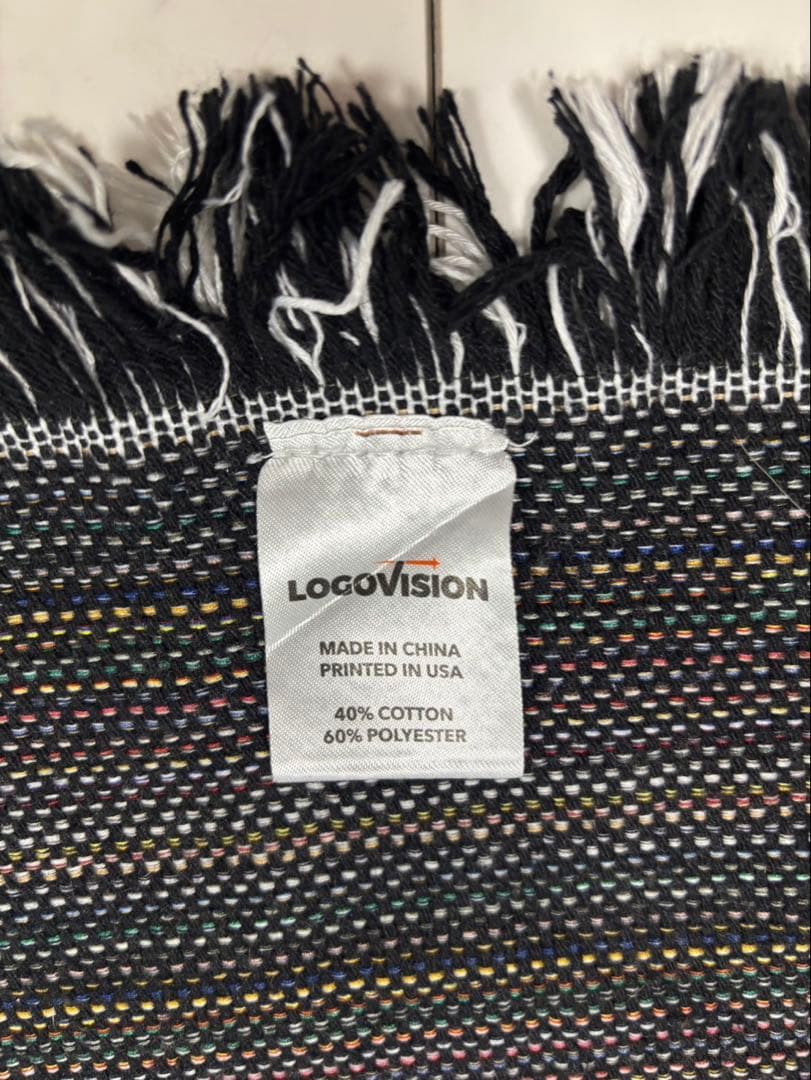 LOGOVISION
MADE IN CHINA
PRINTED IN USA
40% COTTON
60% POLYESTER